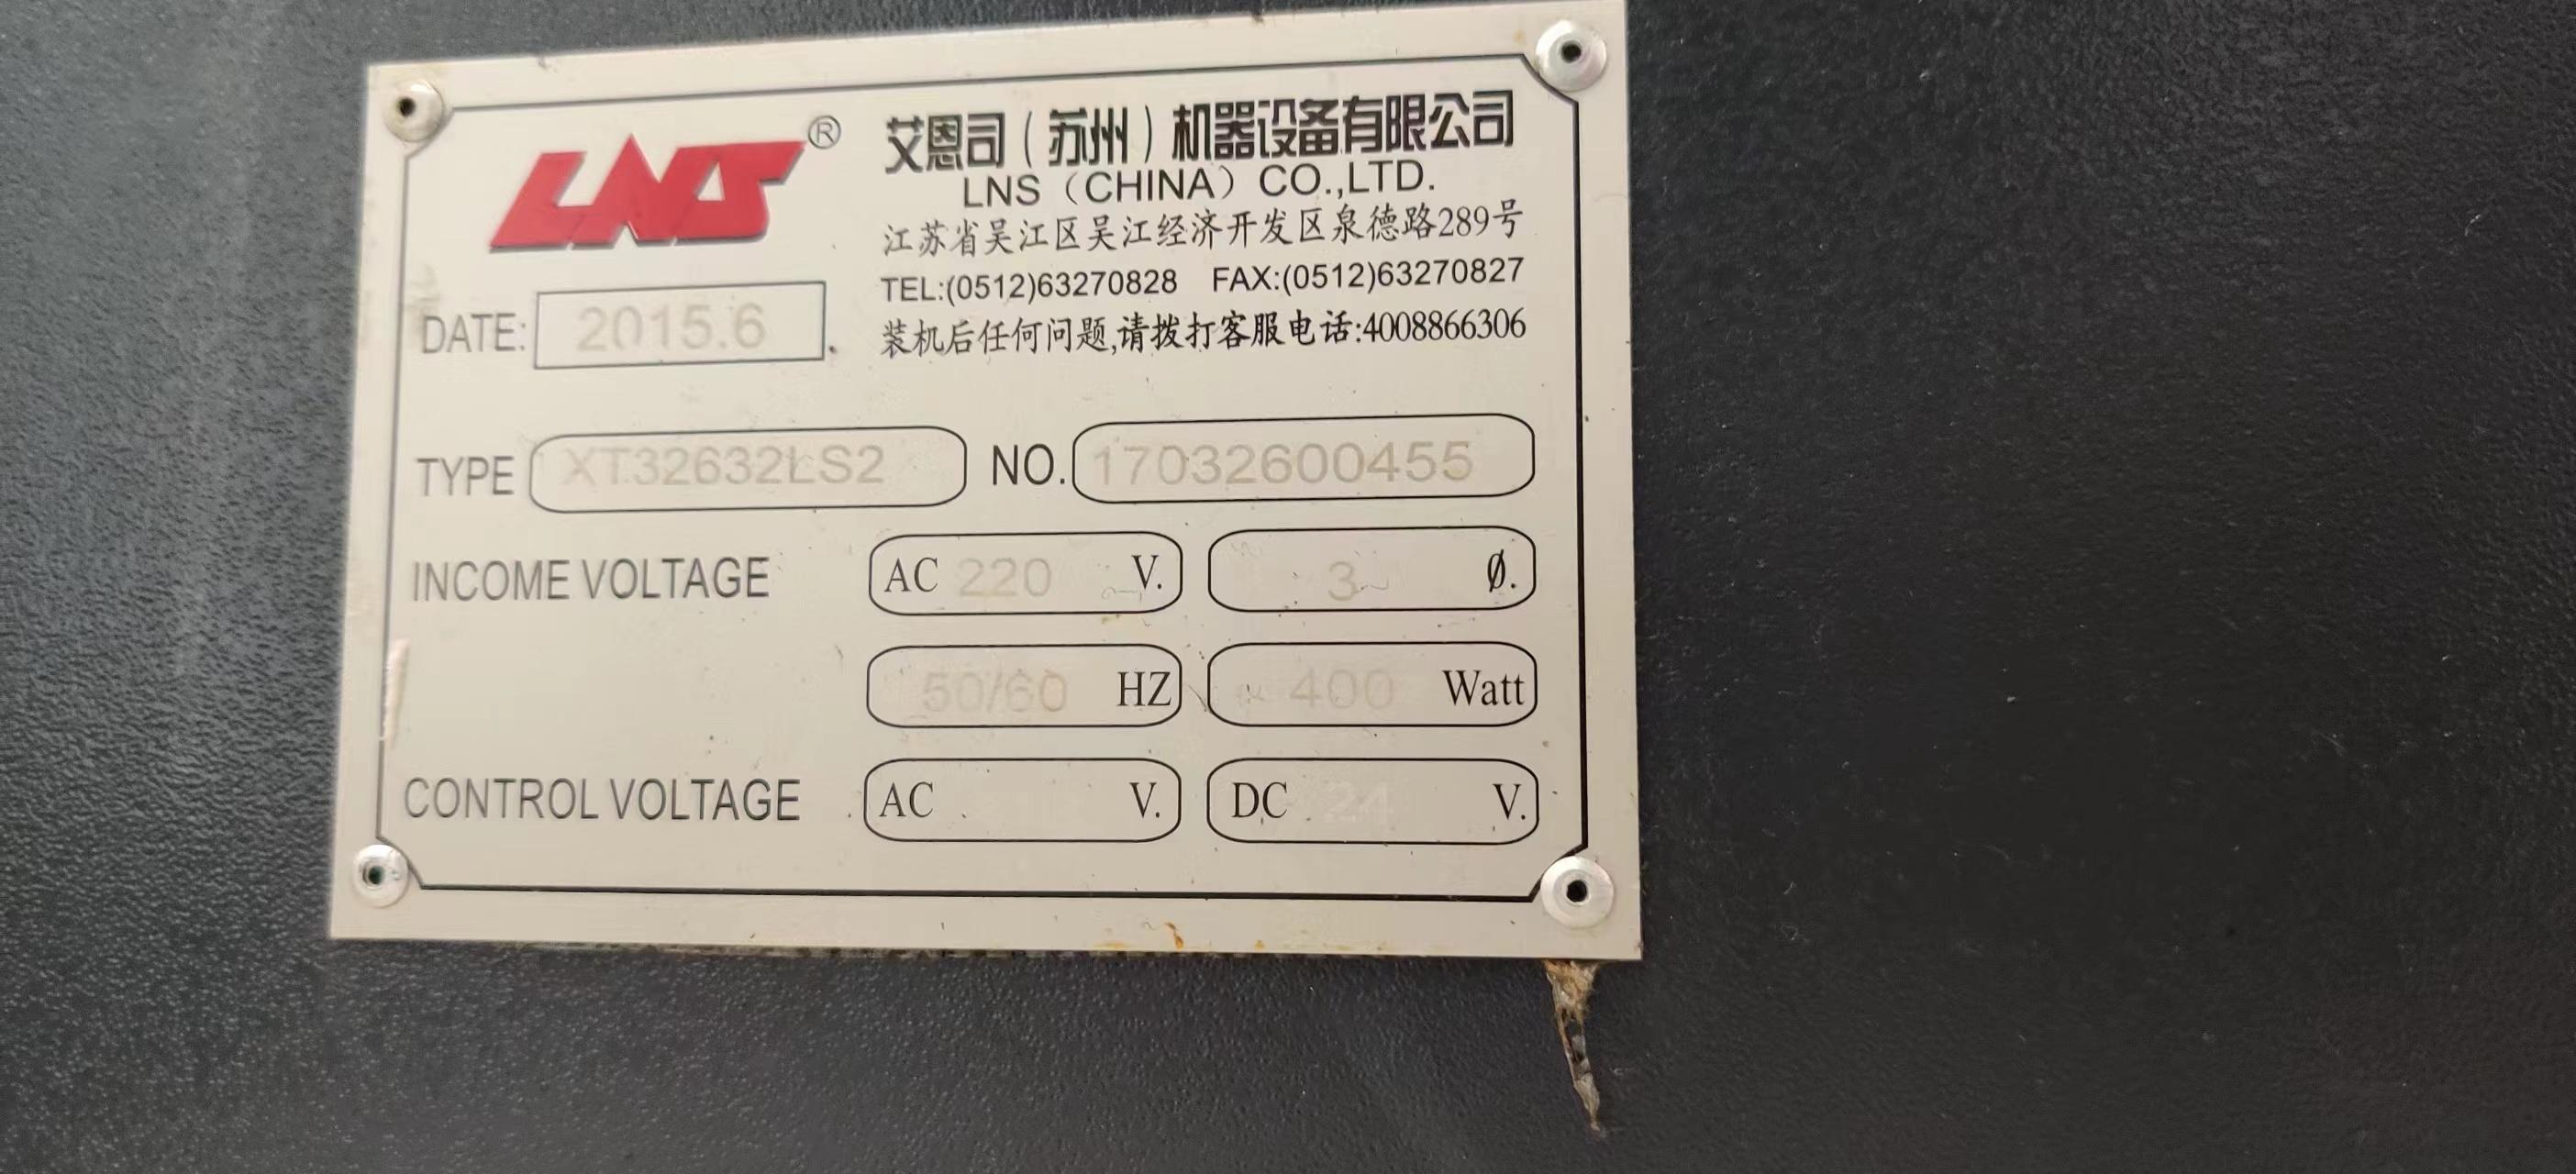 LNS®
艾恩司（苏州）机器设备有限公司
LNS（CHINA）CO.,LTD.
江苏省吴江区吴江经济开发区泉德路289号
TEL:(0512)63270828 FAX:(0512)63270827
装机后任何问题,请拨打客服电话:4008866306
DATE: 2015.6
TYPE XT32632LS2 NO. 17032600455
INCOME VOLTAGE AC 220 V. 3 Ø.
50/60 HZ 400 Watt
CONTROL VOLTAGE AC V. DC 24 V.